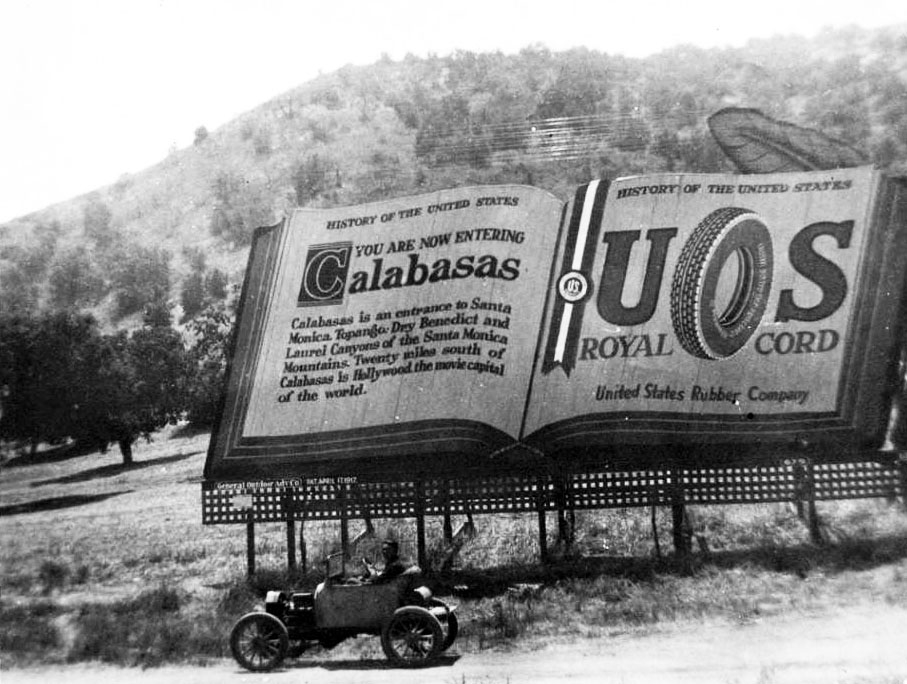 HISTORY OF THE UNITED STATES
YOU ARE NOW ENTERING
Calabasas
Calabasas is an entrance to Santa
Monica, Topango, Dry Benedict and
Laurel Canyons of the Santa Monica
Mountains. Twenty miles south of
Calabasas is Hollywood, the movie capital
of the world.
HISTORY OF THE UNITED STATES
US
U S
ROYAL CORD
United States Rubber Company
General Outdoor Adv Co